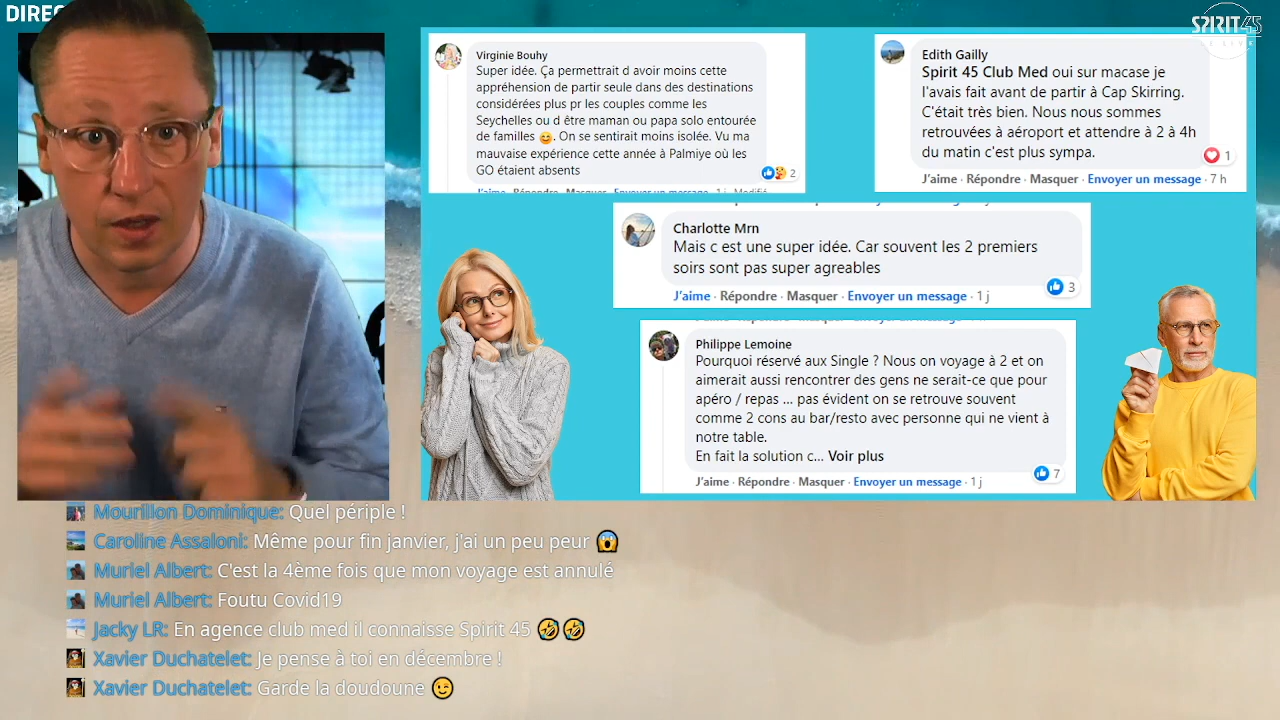 DIREC
SPIRIT45
LIVE
Virginie Bouhy
Super idée. Ça permettrait d avoir moins cette
appréhension de partir seule dans des destinations
considérées plus pr les couples comme les
Seychelles ou d être maman ou papa solo entourée
de familles 😊. On se sentirait moins isolée. Vu ma
mauvaise expérience cette année à Palmiye où les
GO étaient absents
2
J'aime · Répondre · Masquer · Envoyer un message · 1 j · Modifié
Edith Gailly
Spirit 45 Club Med oui sur macase je
l'avais fait avant de partir à Cap Skirring.
C'était très bien. Nous nous sommes
retrouvées à aéroport et attendre à 2 à 4h
du matin c'est plus sympa.
1
J'aime · Répondre · Masquer · Envoyer un message · 7 h
Charlotte Mrn
Mais c est une super idée. Car souvent les 2 premiers
soirs sont pas super agreables
3
J'aime · Répondre · Masquer · Envoyer un message · 1 j
Philippe Lemoine
Pourquoi réservé aux Single ? Nous on voyage à 2 et on
aimerait aussi rencontrer des gens ne serait-ce que pour
apéro / repas ... pas évident on se retrouve souvent
comme 2 cons au bar/resto avec personne qui ne vient à
notre table.
En fait la solution c... Voir plus
7
J'aime · Répondre · Masquer · Envoyer un message · 1 j
Mourillon Dominique: Quel périple !
Caroline Assaloni: Même pour fin janvier, j'ai un peu peur 😱
Muriel Albert: C'est la 4ème fois que mon voyage est annulé
Muriel Albert: Foutu Covid19
Jacky LR: En agence club med il connaisse Spirit 45 🤣🤣
Xavier Duchatelet: Je pense à toi en décembre !
Xavier Duchatelet: Garde la doudoune 😉